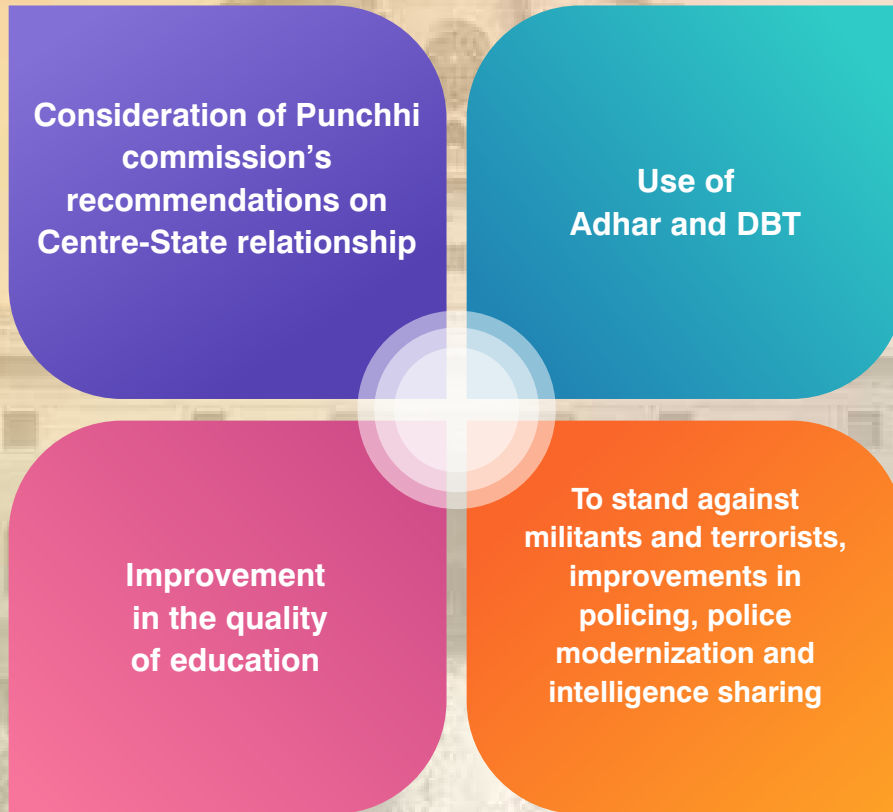 Consideration of Punchhi
commission’s
recommendations on
Centre-State relationship
Use of
Adhar and DBT
Improvement
in the quality
of education
To stand against
militants and terrorists,
improvements in
policing, police
modernization and
intelligence sharing